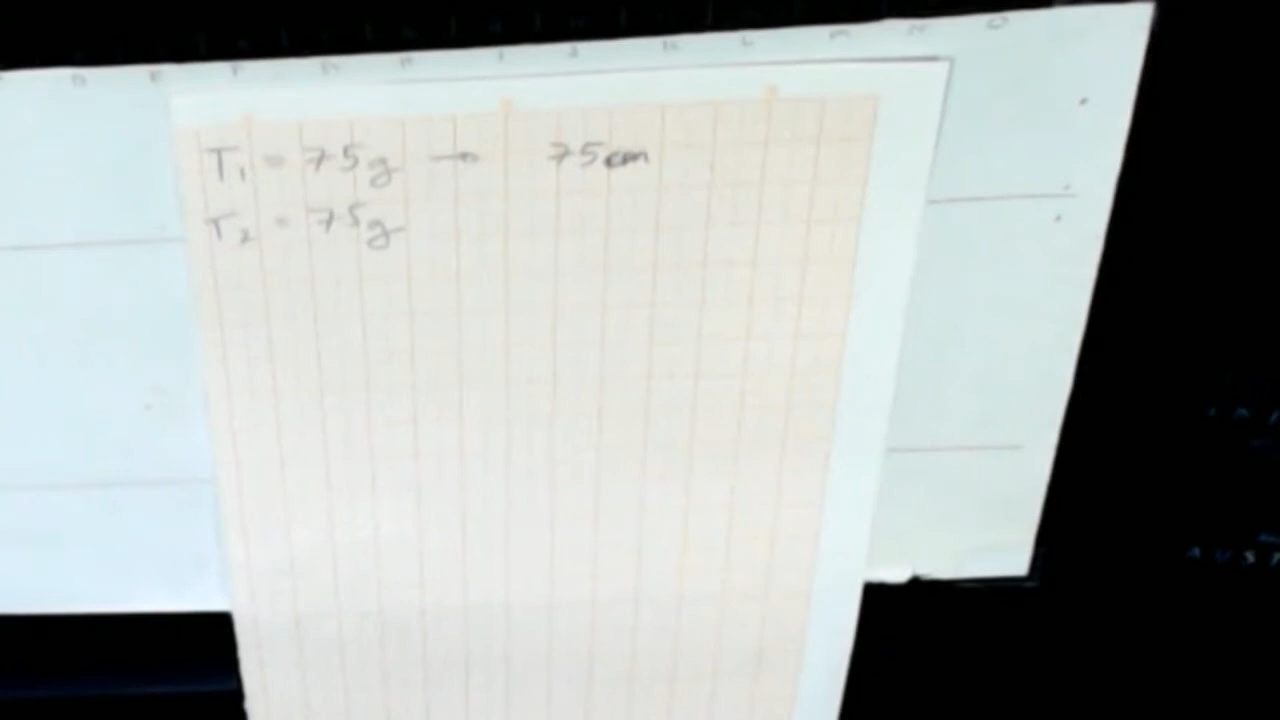 D E F G H I J K L M N O
T₁ = 75g → 75cm
T₂ = 75g